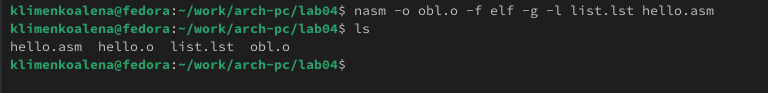 klimenkoalena@fedora:~/work/arch-pc/lab04$ nasm -o obl.o -f elf -g -l list.lst hello.asm
klimenkoalena@fedora:~/work/arch-pc/lab04$ ls
hello.asm  hello.o  list.lst  obl.o
klimenkoalena@fedora:~/work/arch-pc/lab04$